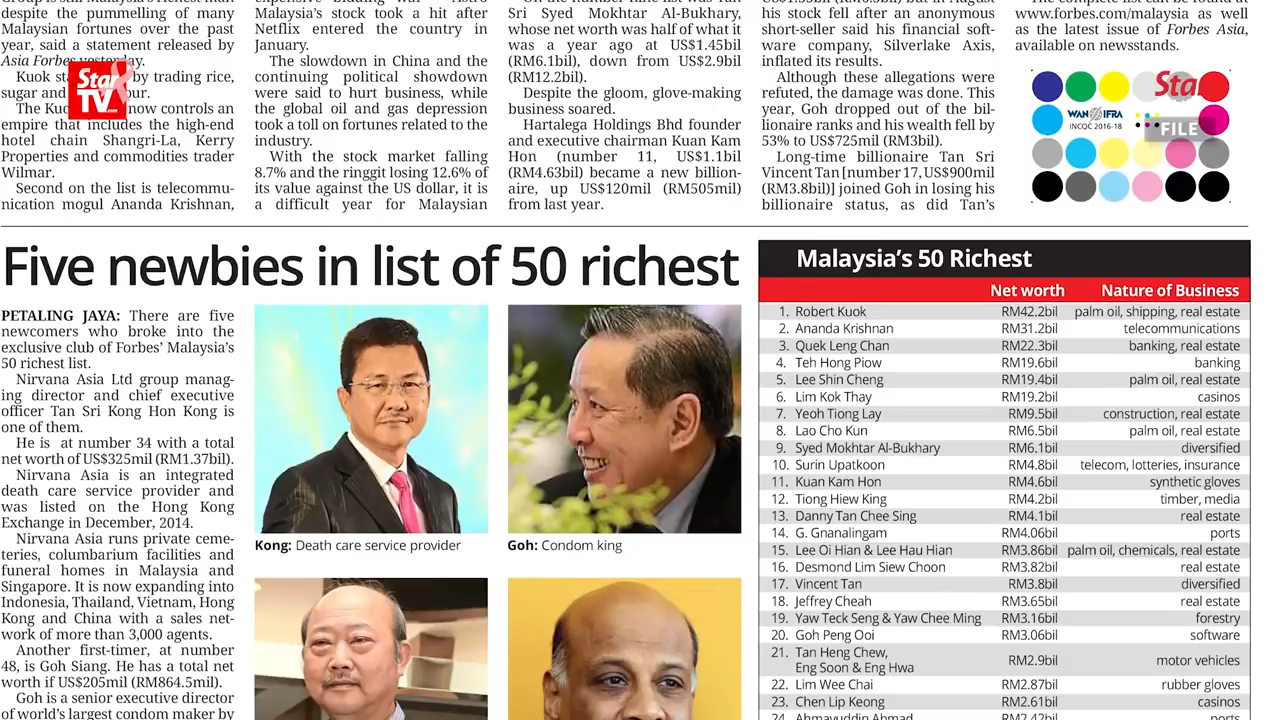 despite the pummelling of many
Malaysian fortunes over the past
year, said a statement released by
Asia Forbes yesterday.
Kuok sta by trading rice,
sugar and our.
The Kuo now controls an
empire that includes the high-end
hotel chain Shangri-La, Kerry
Properties and commodities trader
Wilmar.
Second on the list is telecommu-
nication mogul Ananda Krishnan,
Malaysia's stock took a hit after
Netflix entered the country in
January.
The slowdown in China and the
continuing political showdown
were said to hurt business, while
the global oil and gas depression
took a toll on fortunes related to the
industry.
With the stock market falling
8.7% and the ringgit losing 12.6% of
its value against the US dollar, it is
a difficult year for Malaysian
Sri Syed Mokhtar Al-Bukhary,
whose net worth was half of what it
was a year ago at US$1.45bil
(RM6.1bil), down from US$2.9bil
(RM12.2bil).
Despite the gloom, glove-making
business soared.
Hartalega Holdings Bhd founder
and executive chairman Kuan Kam
Hon (number 11, US$1.1bil
(RM4.63bil) became a new billion-
aire, up US$120mil (RM505mil)
from last year.
his stock fell after an anonymous
short-seller said his financial soft-
ware company, Silverlake Axis,
inflated its results.
Although these allegations were
refuted, the damage was done. This
year, Goh dropped out of the bil-
lionaire ranks and his wealth fell by
53% to US$725mil (RM3bil).
Long-time billionaire Tan Sri
Vincent Tan [number 17, US$900mil
(RM3.8bil)] joined Goh in losing his
billionaire status, as did Tan's
The complete list can be found at
www.forbes.com/malaysia as well
as the latest issue of Forbes Asia,
available on newsstands.
Star
TV.com
Sta
WAN IFRA
INCQC 2016-18
FILE
Five newbies in list of 50 richest
PETALING JAYA: There are five
newcomers who broke into the
exclusive club of Forbes' Malaysia's
50 richest list.
Nirvana Asia Ltd group manag-
ing director and chief executive
officer Tan Sri Kong Hon Kong is
one of them.
He is at number 34 with a total
net worth of US$325mil (RM1.37bil).
Nirvana Asia is an integrated
death care service provider and
was listed on the Hong Kong
Exchange in December, 2014.
Nirvana Asia runs private ceme-
teries, columbarium facilities and
funeral homes in Malaysia and
Singapore. It is now expanding into
Indonesia, Thailand, Vietnam, Hong
Kong and China with a sales net-
work of more than 3,000 agents.
Another first-timer, at number
48, is Goh Siang. He has a total net
worth if US$205mil (RM864.5mil).
Goh is a senior executive director
of world's largest condom maker by
Kong: Death care service provider
Goh: Condom king
Malaysia's 50 Richest
Net worth Nature of Business
1. Robert Kuok RM42.2bil palm oil, shipping, real estate
2. Ananda Krishnan RM31.2bil telecommunications
3. Quek Leng Chan RM22.3bil banking, real estate
4. Teh Hong Piow RM19.6bil banking
5. Lee Shin Cheng RM19.4bil palm oil, real estate
6. Lim Kok Thay RM19.2bil casinos
7. Yeoh Tiong Lay RM9.5bil construction, real estate
8. Lao Cho Kun RM6.5bil palm oil, real estate
9. Syed Mokhtar Al-Bukhary RM6.1bil diversified
10. Surin Upatkoon RM4.8bil telecom, lotteries, insurance
11. Kuan Kam Hon RM4.6bil synthetic gloves
12. Tiong Hiew King RM4.2bil timber, media
13. Danny Tan Chee Sing RM4.1bil real estate
14. G. Gnanalingam RM4.06bil ports
15. Lee Oi Hian & Lee Hau Hian RM3.86bil palm oil, chemicals, real estate
16. Desmond Lim Siew Choon RM3.82bil real estate
17. Vincent Tan RM3.8bil diversified
18. Jeffrey Cheah RM3.65bil real estate
19. Yaw Teck Seng & Yaw Chee Ming RM3.16bil forestry
20. Goh Peng Ooi RM3.06bil software
21. Tan Heng Chew,
Eng Soon & Eng Hwa RM2.9bil motor vehicles
22. Lim Wee Chai RM2.87bil rubber gloves
23. Chen Lip Keong RM2.61bil casinos
24. Ahmayuddin Ahmad RM2.42bil ports